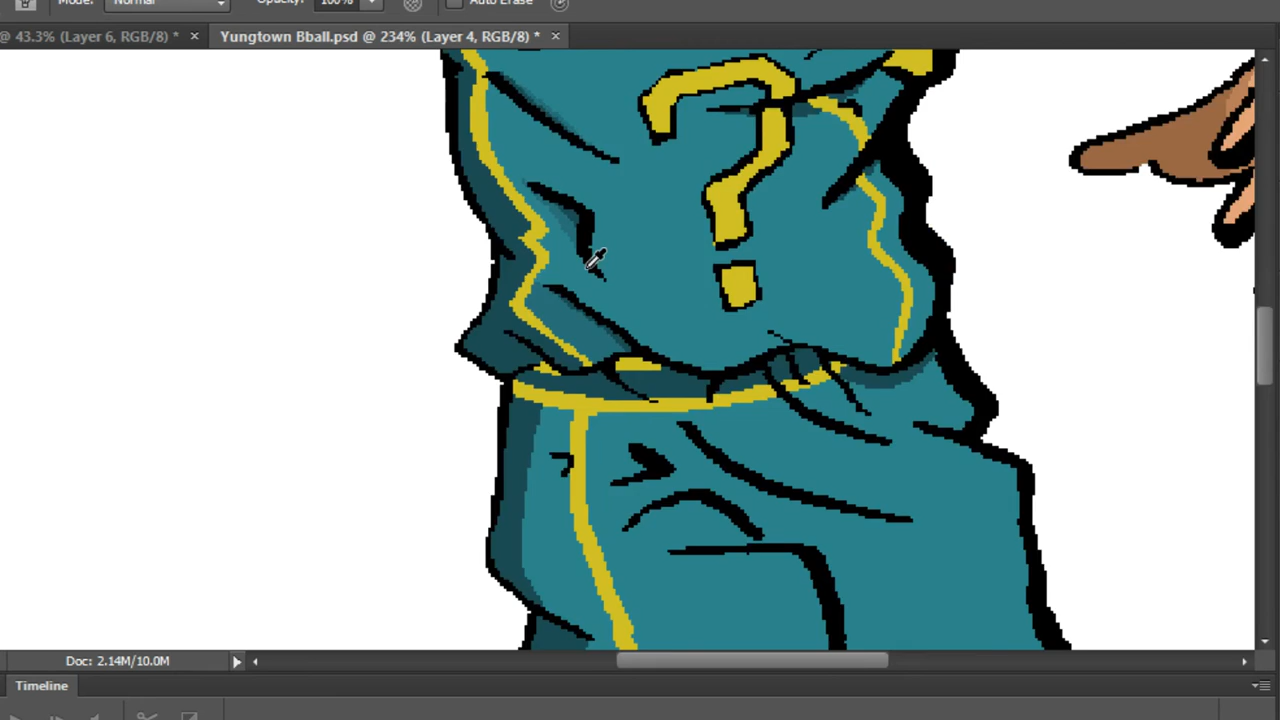 Mode: Normal Opacity: 100% Auto Erase
@ 43.3% (Layer 6, RGB/8) * × Yungtown Bball.psd @ 234% (Layer 4, RGB/8) * ×
?
Doc: 2.14M/10.0M
Timeline